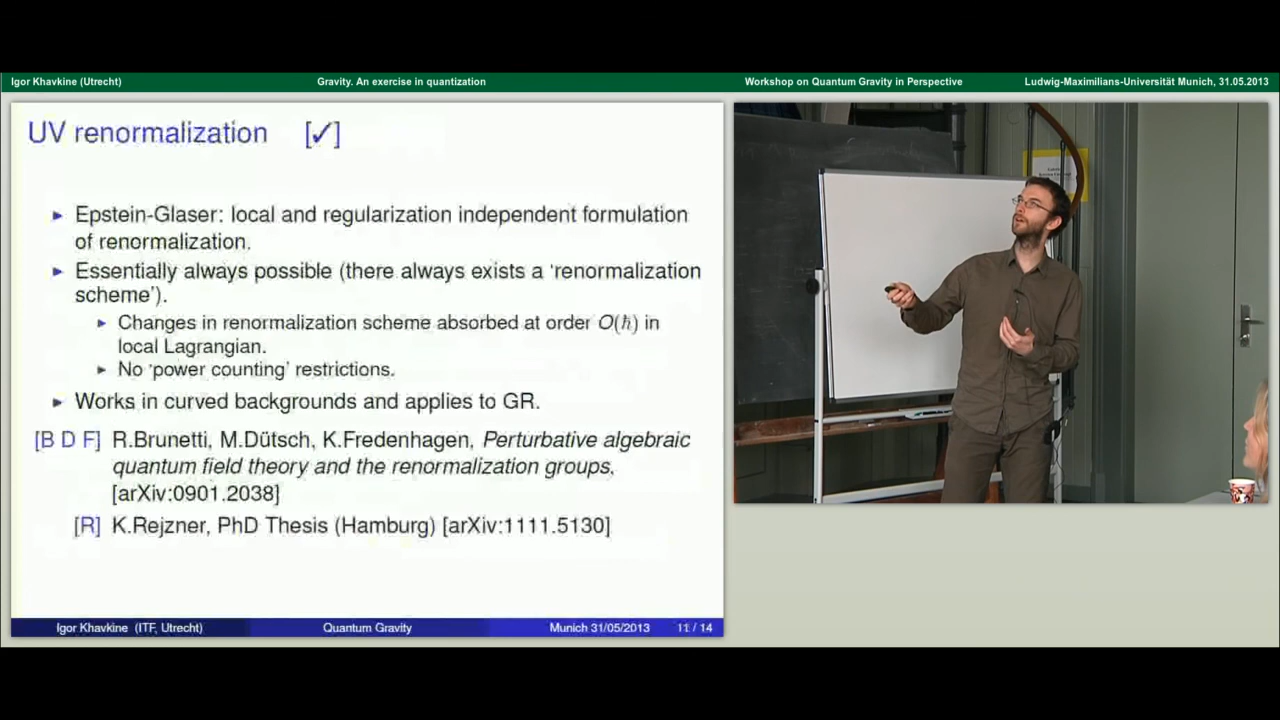 Igor Khavkine (Utrecht) Gravity. An exercise in quantization Workshop on Quantum Gravity in Perspective Ludwig-Maximilians-Universität Munich, 31.05.2013
UV renormalization [✓]
▸ Epstein-Glaser: local and regularization independent formulation
of renormalization.
▸ Essentially always possible (there always exists a ‘renormalization
scheme’).
▸ Changes in renormalization scheme absorbed at order O(ℏ) in
local Lagrangian.
▸ No ‘power counting’ restrictions.
▸ Works in curved backgrounds and applies to GR.
[B D F] R.Brunetti, M.Dütsch, K.Fredenhagen, Perturbative algebraic
quantum field theory and the renormalization groups,
[arXiv:0901.2038]
[R] K.Rejzner, PhD Thesis (Hamburg) [arXiv:1111.5130]
Igor Khavkine (ITF, Utrecht) Quantum Gravity Munich 31/05/2013 11 / 14